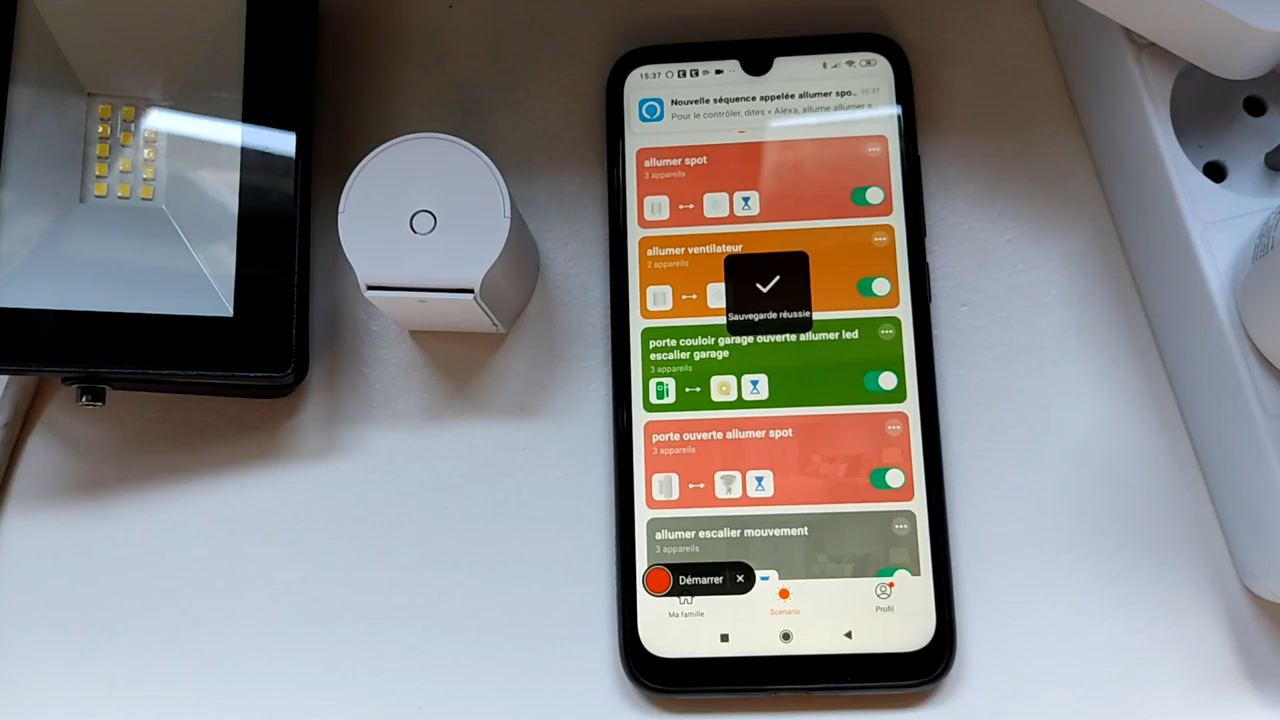 15:37
Nouvelle séquence appelée allumer spo.. 15:37
Pour le contrôler, dites « Alexa, allume allumer s
allumer spot
3 appareils
allumer ventilateur
2 appareils
Sauvegarde réussie
porte couloir garage ouverte allumer led
escalier garage
3 appareils
porte ouverte allumer spot
3 appareils
allumer escalier mouvement
3 appareils
Démarrer
Ma famille
Scénario
Profil